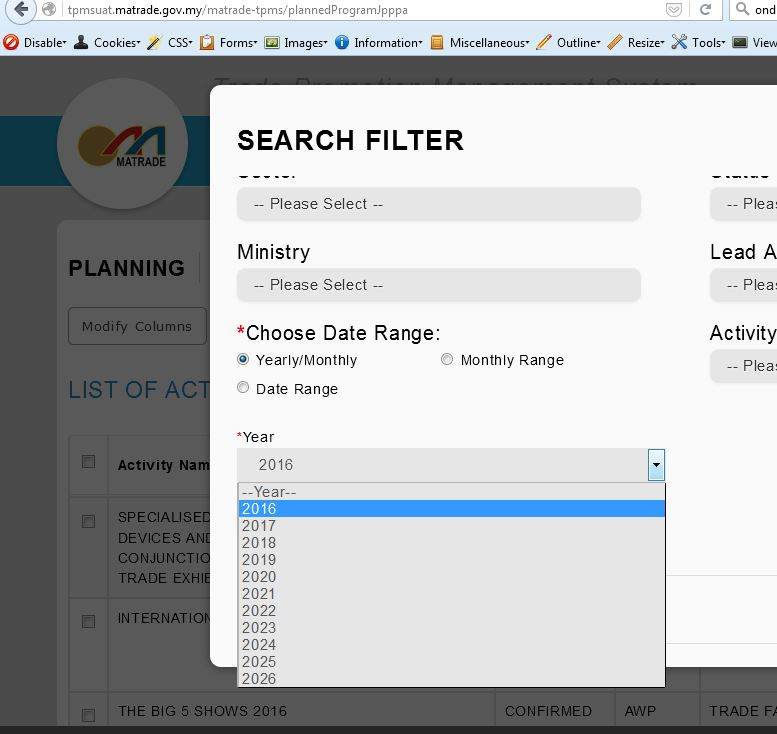 tpmsuat.matrade.gov.my/matrade-tpms/plannedProgramJpppa
ond
Disable Cookies CSS Forms Images Information Miscellaneous Outline Resize Tools View
Trade Promotion Management System
MATRADE
SEARCH FILTER
Sector Status
-- Please Select -- -- Pleas
Ministry Lead A
-- Please Select -- -- Pleas
PLANNING
Modify Columns
*Choose Date Range: Activity
Yearly/Monthly Monthly Range
-- Pleas
Date Range
LIST OF ACT
*Year
2016
Activity Nam
--Year--
2016
2017
2018
2019
2020
2021
2022
2023
2024
2025
2026
SPECIALISED
DEVICES AND
CONJUNCTIO
TRADE EXHIE
INTERNATION
THE BIG 5 SHOWS 2016 CONFIRMED AWP TRADE FA